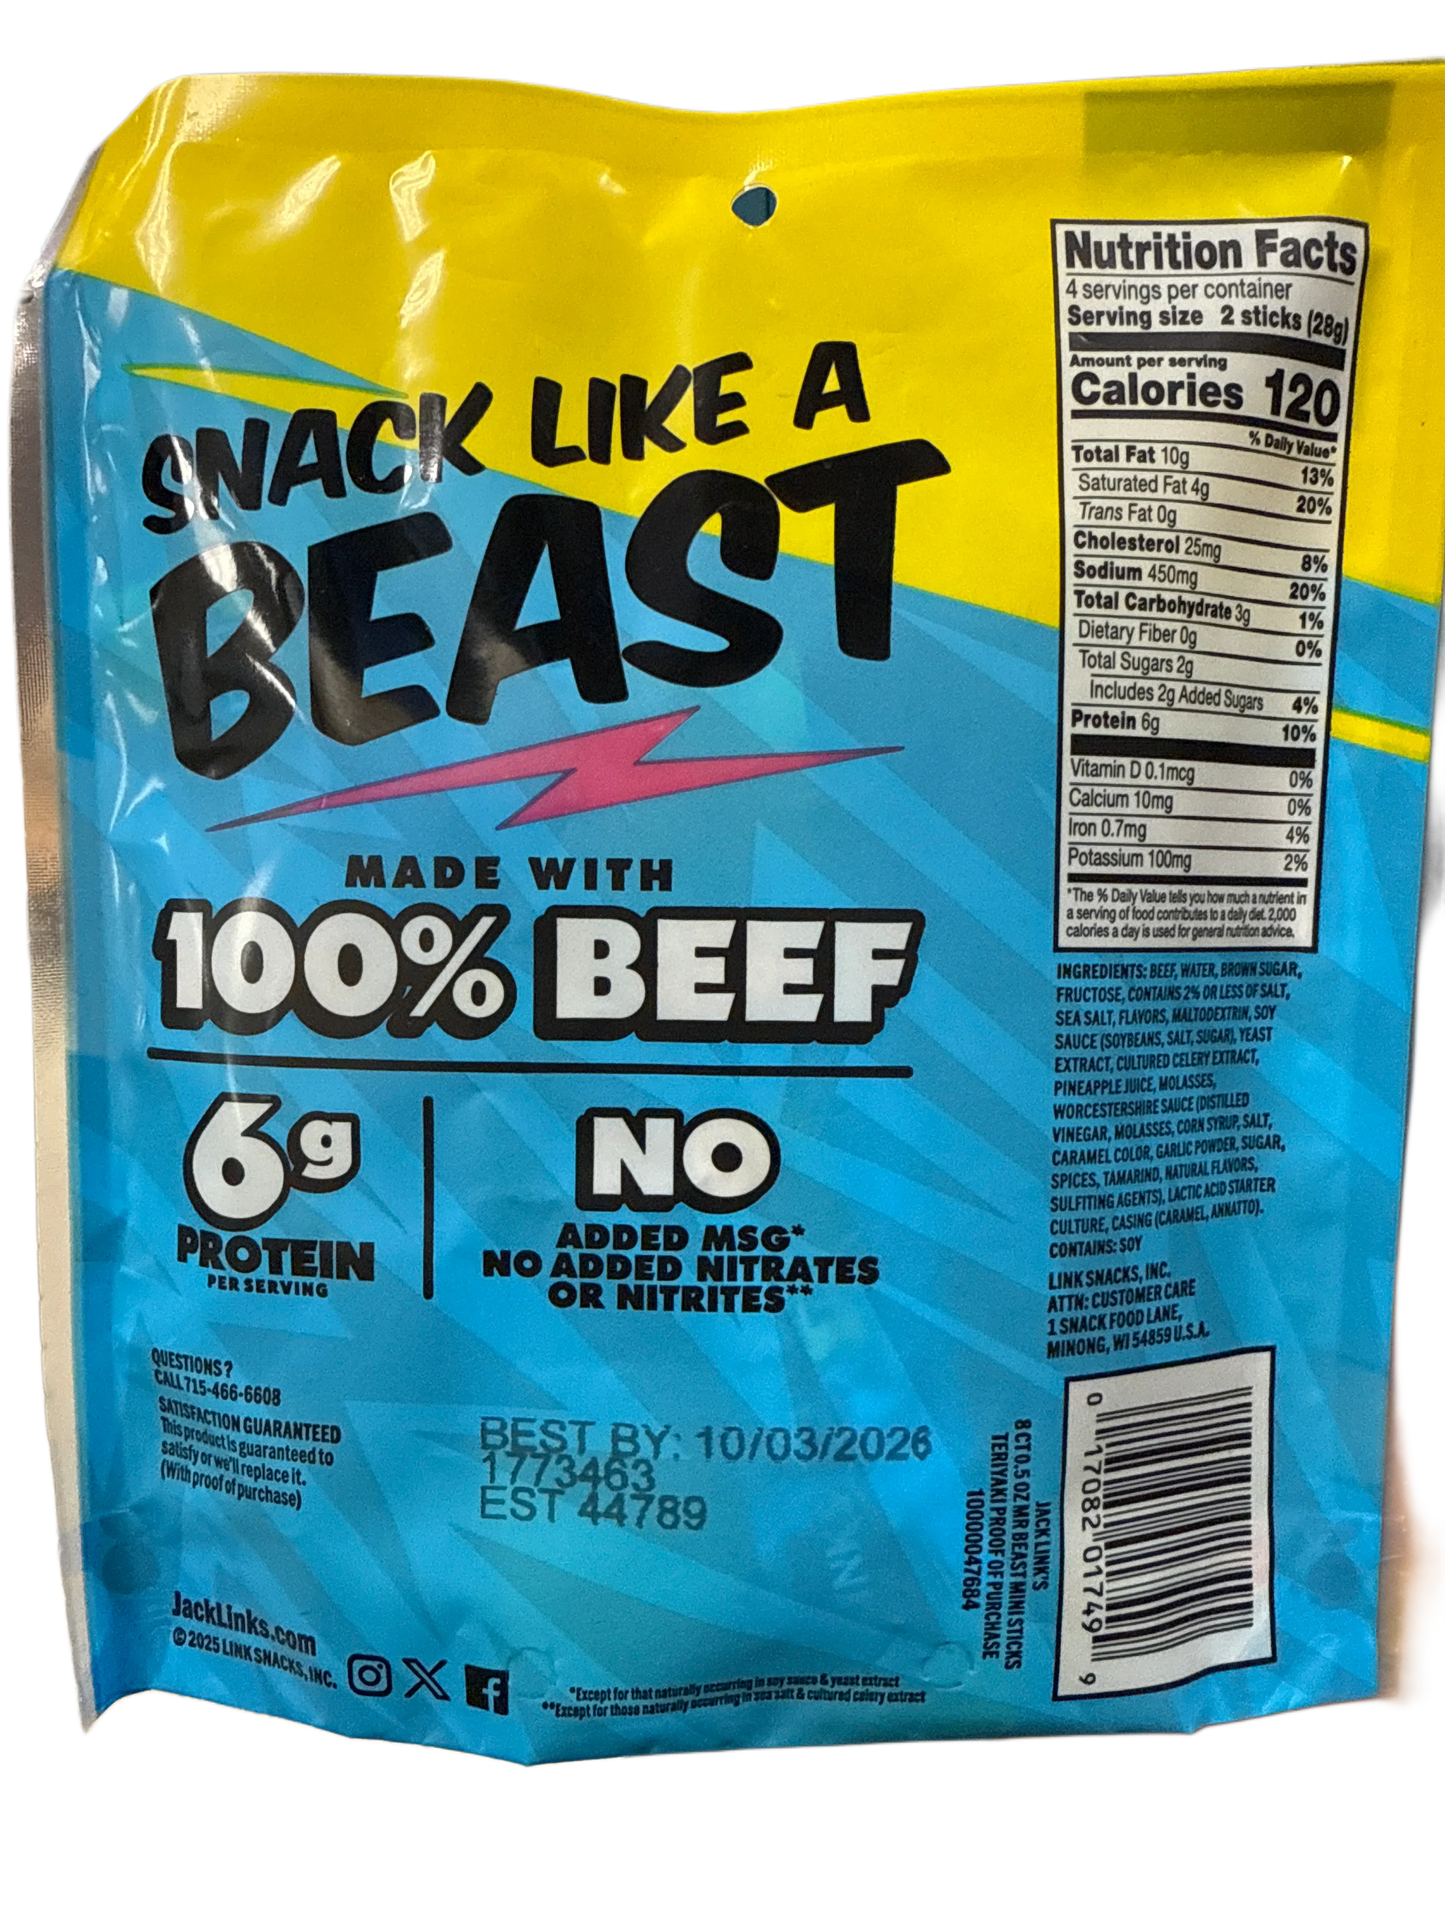 SNACK LIKE A
BEAST
MADE WITH
100% BEEF
6g
PROTEIN
PER SERVING
NO
ADDED MSG*
NO ADDED NITRATES
OR NITRITES**
QUESTIONS?
CALL 715-466-6608
SATISFACTION GUARANTEED
This product is guaranteed to
satisfy or we'll replace it.
(With proof of purchase)
BEST BY: 10/03/2026
1773463
EST 44789
JackLinks.com
©2025 LINK SNACKS, INC.
*Except for that naturally occurring in soy sauce & yeast extract
**Except for those naturally occurring in sea salt & cultured celery extract
Nutrition Facts
4 servings per container
Serving size 2 sticks (28g)
Amount per serving
Calories 120
% Daily Value*
Total Fat 10g 13%
Saturated Fat 4g 20%
Trans Fat 0g
Cholesterol 25mg 8%
Sodium 450mg 20%
Total Carbohydrate 3g 1%
Dietary Fiber 0g 0%
Total Sugars 2g
Includes 2g Added Sugars 4%
Protein 6g 10%
Vitamin D 0.1mcg 0%
Calcium 10mg 0%
Iron 0.7mg 4%
Potassium 100mg 2%
*The % Daily Value tells you how much a nutrient in
a serving of food contributes to a daily diet. 2,000
calories a day is used for general nutrition advice.
INGREDIENTS: BEEF, WATER, BROWN SUGAR,
FRUCTOSE, CONTAINS 2% OR LESS OF SALT,
SEA SALT, FLAVORS, MALTODEXTRIN, SOY
SAUCE (SOYBEANS, SALT, SUGAR), YEAST
EXTRACT, CULTURED CELERY EXTRACT,
PINEAPPLE JUICE, MOLASSES,
WORCESTERSHIRE SAUCE (DISTILLED
VINEGAR, MOLASSES, CORN SYRUP, SALT,
CARAMEL COLOR, GARLIC POWDER, SUGAR,
SPICES, TAMARIND, NATURAL FLAVORS,
SULFITING AGENTS), LACTIC ACID STARTER
CULTURE, CASING (CARAMEL, ANNATTO).
CONTAINS: SOY
LINK SNACKS, INC.
ATTN: CUSTOMER CARE
1 SNACK FOOD LANE,
MINONG, WI 54859 U.S.A.
JACK LINK'S
8 CT 0.5 OZ MR BEAST MINI STICKS
TERIYAKI PROOF OF PURCHASE
10000047684
0 17082 01749 9